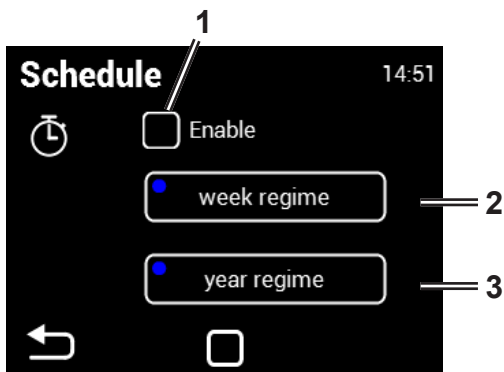 1
Schedule 14:51
Enable
week regime 2
year regime 3